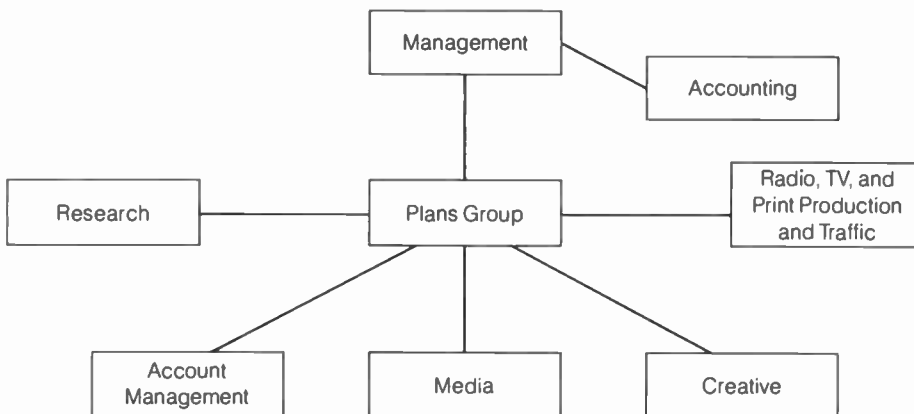 Management
Accounting
Research
Plans Group
Radio, TV, and
Print Production
and Traffic
Account
Management
Media
Creative